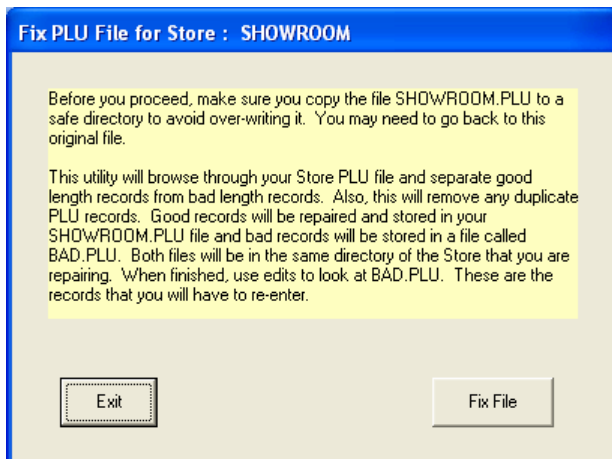 Fix PLU File for Store :  SHOWROOM
Before you proceed, make sure you copy the file SHOWROOM.PLU to a
safe directory to avoid over-writing it.  You may need to go back to this
original file.
This utility will browse through your Store PLU file and separate good
length records from bad length records.  Also, this will remove any duplicate
PLU records.  Good records will be repaired and stored in your
SHOWROOM.PLU file and bad records will be stored in a file called
BAD.PLU.  Both files will be in the same directory of the Store that you are
repairing.  When finished, use edits to look at BAD.PLU.  These are the
records that you will have to re-enter.
Exit
Fix File